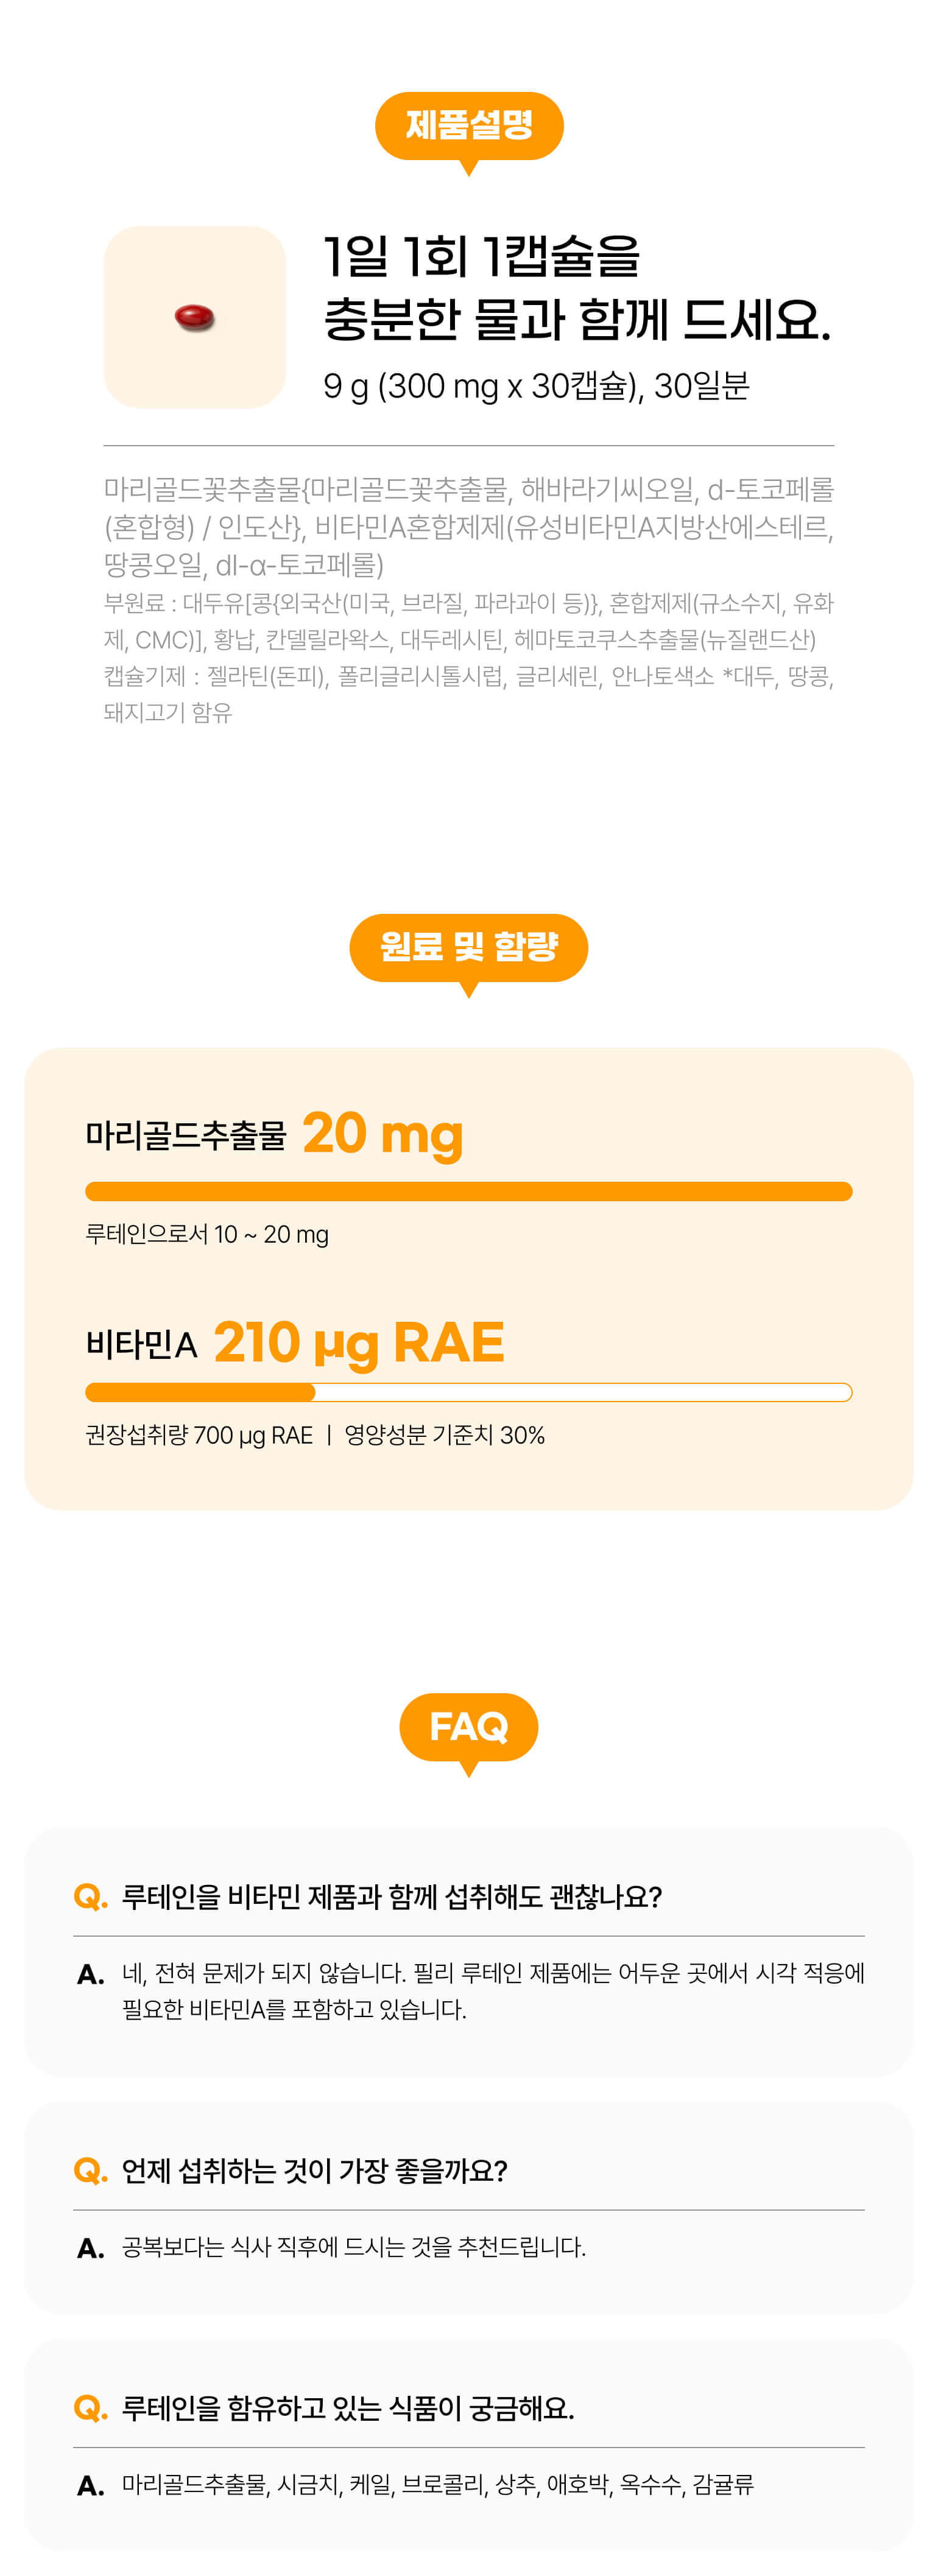 제품설명
1일 1회 1캡슐을
충분한 물과 함께 드세요.
9 g (300 mg x 30캡슐), 30일분
마리골드꽃추출물{마리골드꽃추출물, 해바라기씨오일, d-토코페롤
(혼합형) / 인도산}, 비타민A혼합제제(유성비타민A지방산에스테르,
땅콩오일, dl-α-토코페롤)
부원료 : 대두유[콩{외국산(미국, 브라질, 파라과이 등)}, 혼합제제(규소수지, 유화
제, CMC)], 황납, 칸델릴라왁스, 대두레시틴, 헤마토코쿠스추출물(뉴질랜드산)
캡슐기제 : 젤라틴(돈피), 폴리글리시톨시럽, 글리세린, 안나토색소 *대두, 땅콩,
돼지고기 함유
원료 및 함량
마리골드추출물 20 mg
루테인으로서 10 ~ 20 mg
비타민A 210 µg RAE
권장섭취량 700 µg RAE ㅣ 영양성분 기준치 30%
FAQ
Q. 루테인을 비타민 제품과 함께 섭취해도 괜찮나요?
A. 네, 전혀 문제가 되지 않습니다. 필리 루테인 제품에는 어두운 곳에서 시각 적응에
필요한 비타민A를 포함하고 있습니다.
Q. 언제 섭취하는 것이 가장 좋을까요?
A. 공복보다는 식사 직후에 드시는 것을 추천드립니다.
Q. 루테인을 함유하고 있는 식품이 궁금해요.
A. 마리골드추출물, 시금치, 케일, 브로콜리, 상추, 애호박, 옥수수, 감귤류